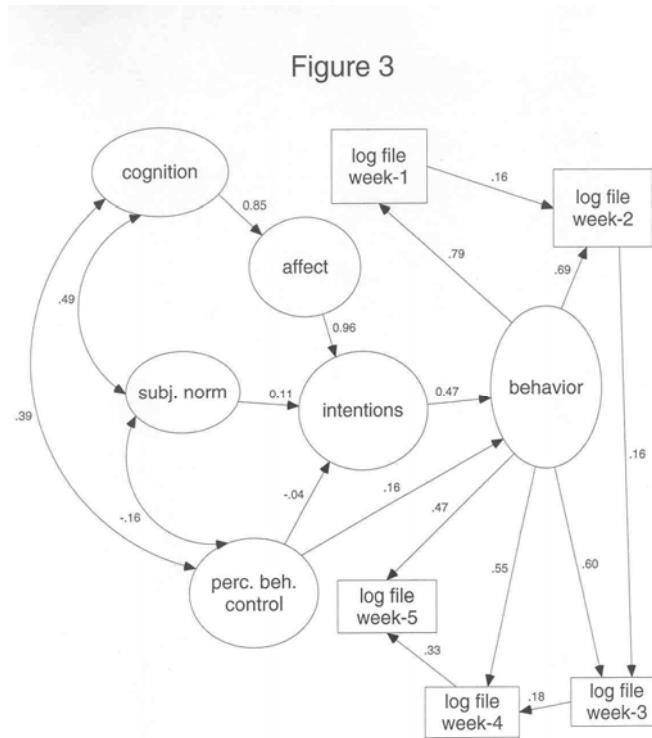 Figure 3
cognition
log file
week-1
.16
log file
week-2
0.85
affect
.79
.69
.49
0.96
subj. norm
0.11
intentions
0.47
behavior
.39
.16
-.04
.16
.47
-.16
perc. beh.
control
.55
.60
log file
week-5
.33
log file
week-4
.18
log file
week-3